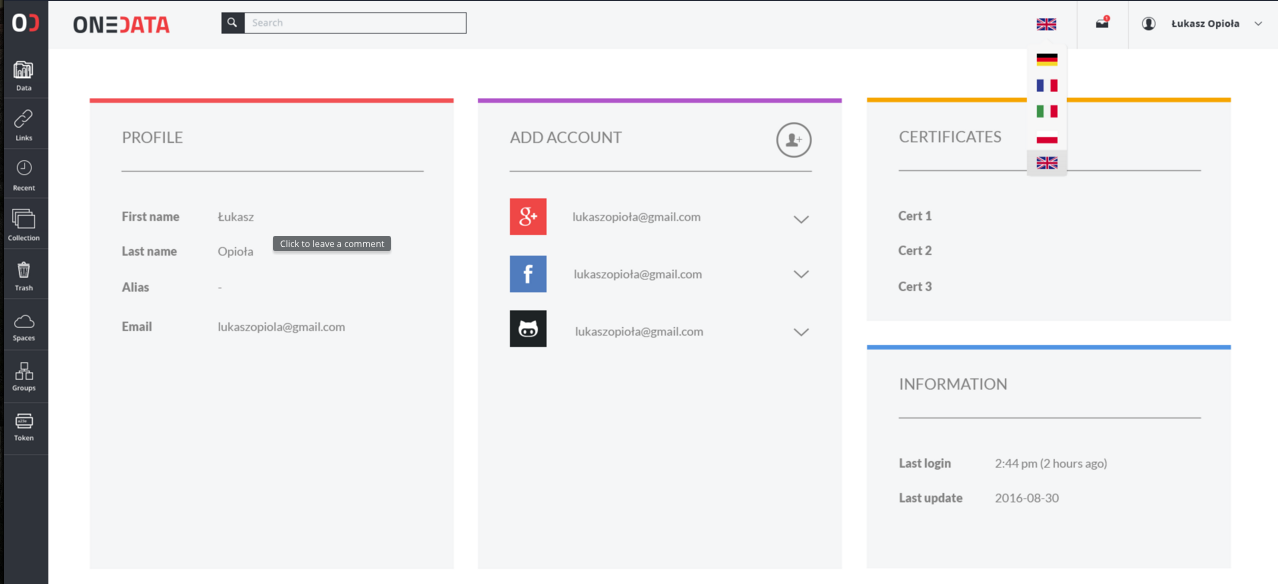 OD ONEDATA
Search
Łukasz Opioła
Data
Links
Recent
Collection
Trash
Spaces
Groups
Token
PROFILE
First name Łukasz
Last name Opioła
Click to leave a comment
Alias -
Email lukaszopiola@gmail.com
ADD ACCOUNT
g+ lukaszopioła@gmail.com
f lukaszopioła@gmail.com
lukaszopioła@gmail.com
CERTIFICATES
Cert 1
Cert 2
Cert 3
INFORMATION
Last login 2:44 pm (2 hours ago)
Last update 2016-08-30